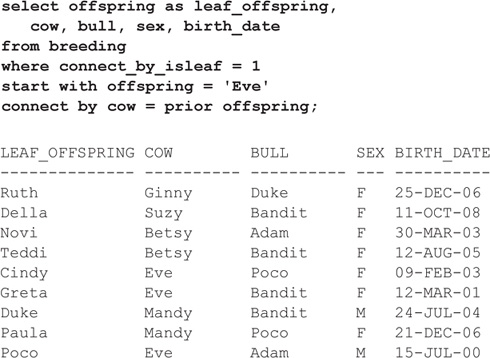 select offspring as leaf_offspring,
   cow, bull, sex, birth_date
from breeding
where connect_by_isleaf = 1
start with offspring = 'Eve'
connect by cow = prior offspring;

LEAF_OFFSPRING COW        BULL       SEX BIRTH_DATE
-------------- ---------- ---------- --- ----------
Ruth           Ginny      Duke       F   25-DEC-06
Della          Suzy       Bandit     F   11-OCT-08
Novi           Betsy      Adam       F   30-MAR-03
Teddi          Betsy      Bandit     F   12-AUG-05
Cindy          Eve        Poco       F   09-FEB-03
Greta          Eve        Bandit     F   12-MAR-01
Duke           Mandy      Bandit     M   24-JUL-04
Paula          Mandy      Poco       F   21-DEC-06
Poco           Eve        Adam       M   15-JUL-00